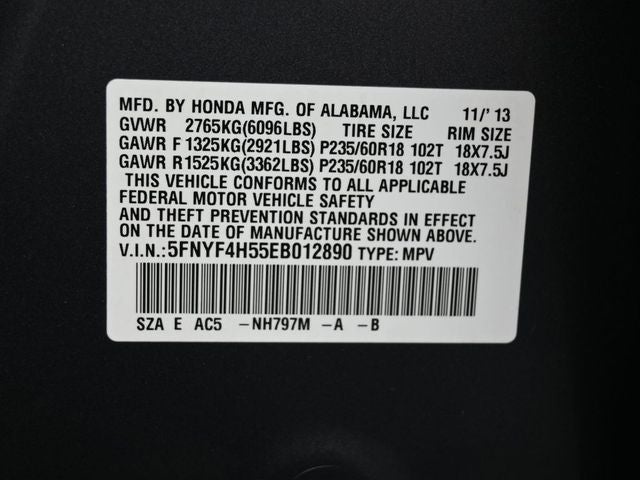 MFD. BY HONDA MFG. OF ALABAMA, LLC 11/'13
GVWR 2765KG(6096LBS) TIRE SIZE RIM SIZE
GAWR F 1325KG(2921LBS) P235/60R18 102T 18X7.5J
GAWR R 1525KG(3362LBS) P235/60R18 102T 18X7.5J
THIS VEHICLE CONFORMS TO ALL APPLICABLE
FEDERAL MOTOR VEHICLE SAFETY
AND THEFT PREVENTION STANDARDS IN EFFECT
ON THE DATE OF MANUFACTURE SHOWN ABOVE.
V.I.N.:5FNYF4H55EB012890 TYPE: MPV
SZA E AC5 -NH797M -A -B